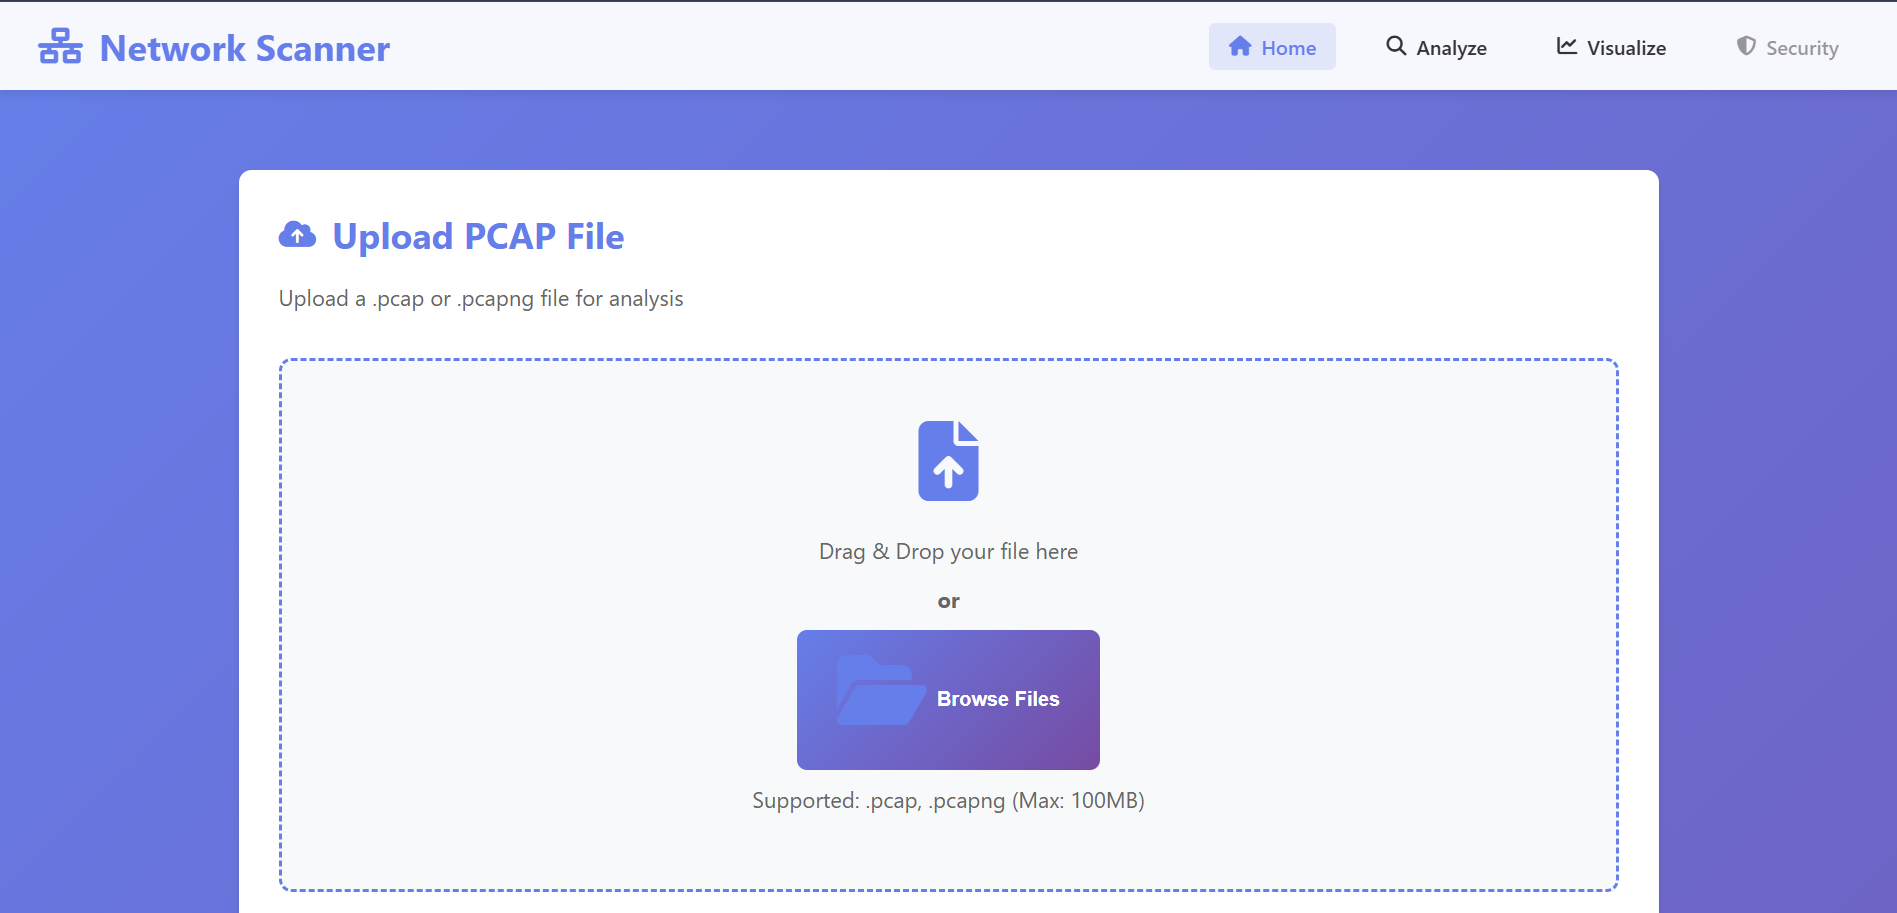 Network Scanner
Home
Analyze
Visualize
Security
Upload PCAP File
Upload a .pcap or .pcapng file for analysis
Drag & Drop your file here
or
Browse Files
Supported: .pcap, .pcapng (Max: 100MB)